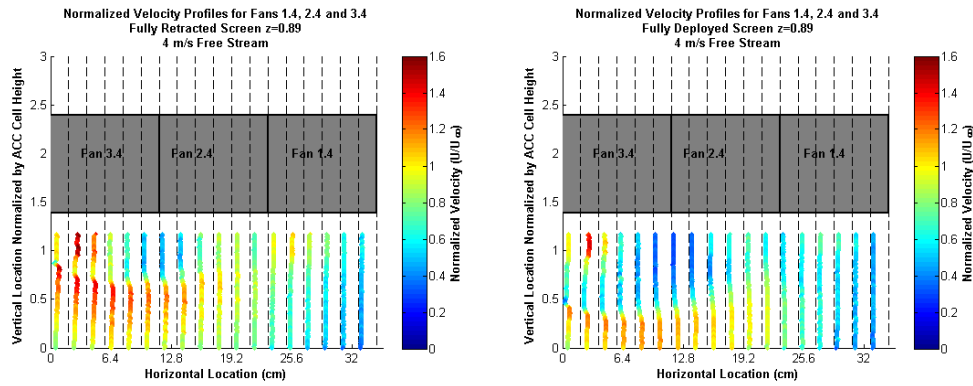 Normalized Velocity Profiles for Fans 1.4, 2.4 and 3.4
Fully Retracted Screen z=0.89
4 m/s Free Stream
Vertical Location Normalized by ACC Cell Height
3
2.5
2
1.5
1
0.5
0
Fan 3.4
Fan 2.4
Fan 1.4
0
6.4
12.8
19.2
25.6
32
Horizontal Location (cm)
1.6
1.4
1.2
1
0.8
0.6
0.4
0.2
0
Normalized Velocity (U/U∞)
Normalized Velocity Profiles for Fans 1.4, 2.4 and 3.4
Fully Deployed Screen z=0.89
4 m/s Free Stream
Vertical Location Normalized by ACC Cell Height
3
2.5
2
1.5
1
0.5
0
Fan 3.4
Fan 2.4
Fan 1.4
0
6.4
12.8
19.2
25.6
32
Horizontal Location (cm)
1.6
1.4
1.2
1
0.8
0.6
0.4
0.2
0
Normalized Velocity (U/U∞)